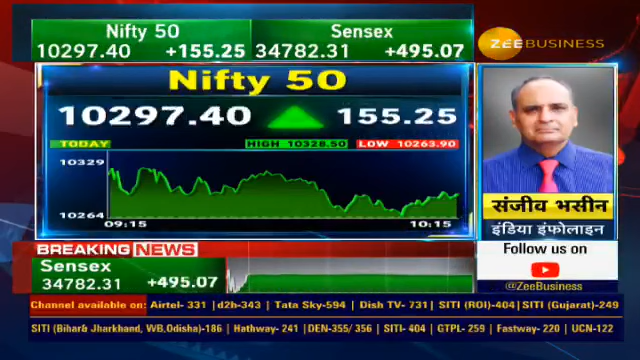 Nifty 50
10297.40 +155.25
Sensex
34782.31 +495.07
ZEE BUSINESS
Nifty 50
10297.40 155.25
TODAY HIGH 10328.50 LOW 10263.90
10329
10264
09:15 10:15
संजीव भसीन
इंडिया इंफोलाइन
BREAKING NEWS
Sensex
34782.31 +495.07
Follow us on
@ZeeBusiness
Channel available on: Airtel- 331 | d2h-343 | Tata Sky-594 | Dish TV- 731| SITI (ROI)-404| SITI (Gujarat)-249
SITI (Bihar& Jharkhand, WB,Odisha)-186 | Hathway- 241 |DEN-355/ 356 | SITI- 404 | GTPL- 259 | Fastway- 220 | UCN-122